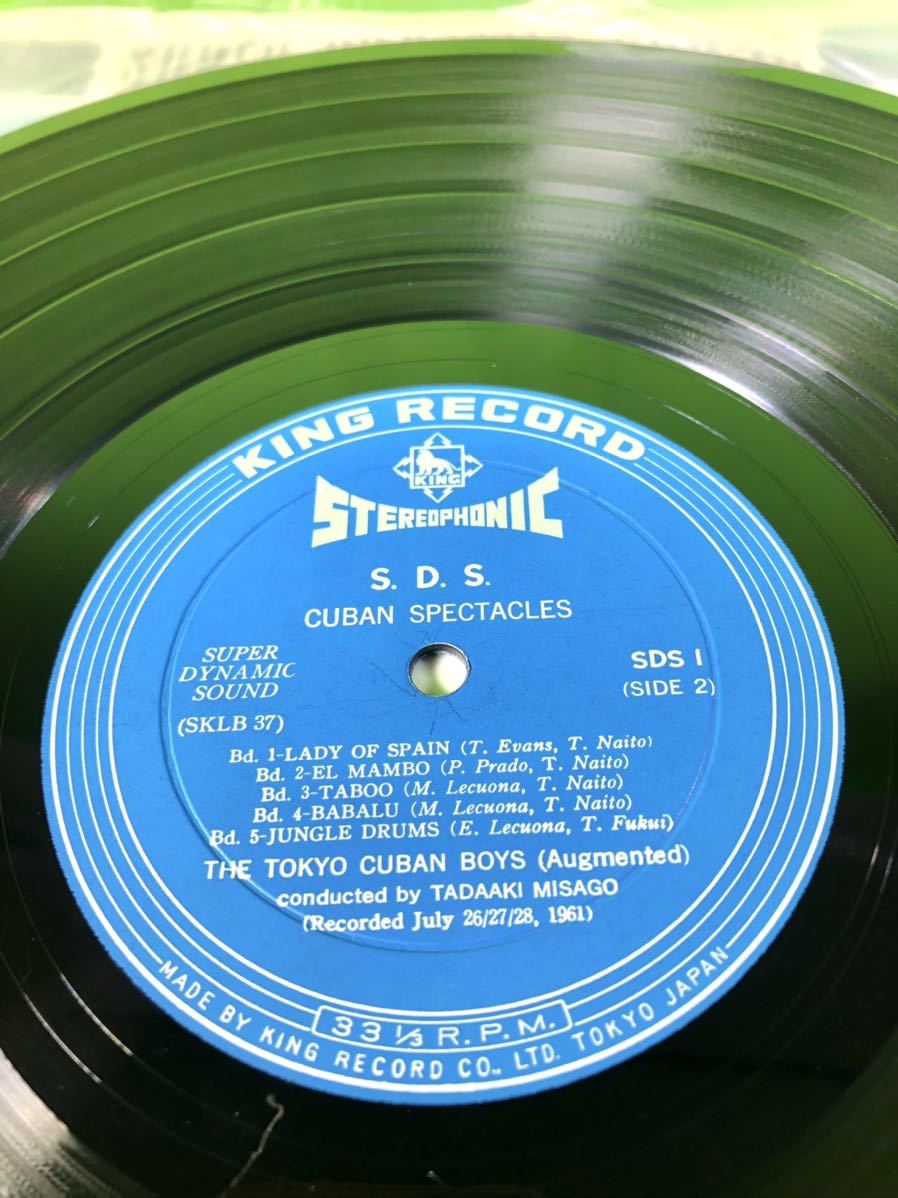 KING RECORD
KING
STEREOPHONIC
S. D. S.
CUBAN SPECTACLES
SUPER
DYNAMIC
SOUND
(SKLB 37)
SDS 1
(SIDE 2)
Bd. 1-LADY OF SPAIN (T. Evans, T. Naito)
Bd. 2-EL MAMBO (P. Prado, T. Naito)
Bd. 3-TABOO (M. Lecuona, T. Naito)
Bd. 4-BABALU (M. Lecuona, T. Naito)
Bd. 5-JUNGLE DRUMS (E. Lecuona, T. Fukui)
THE TOKYO CUBAN BOYS (Augmented)
conducted by TADAAKI MISAGO
(Recorded July 26/27/28, 1961)
33 1/3 R.P.M.
MADE BY KING RECORD CO., LTD. TOKYO JAPAN